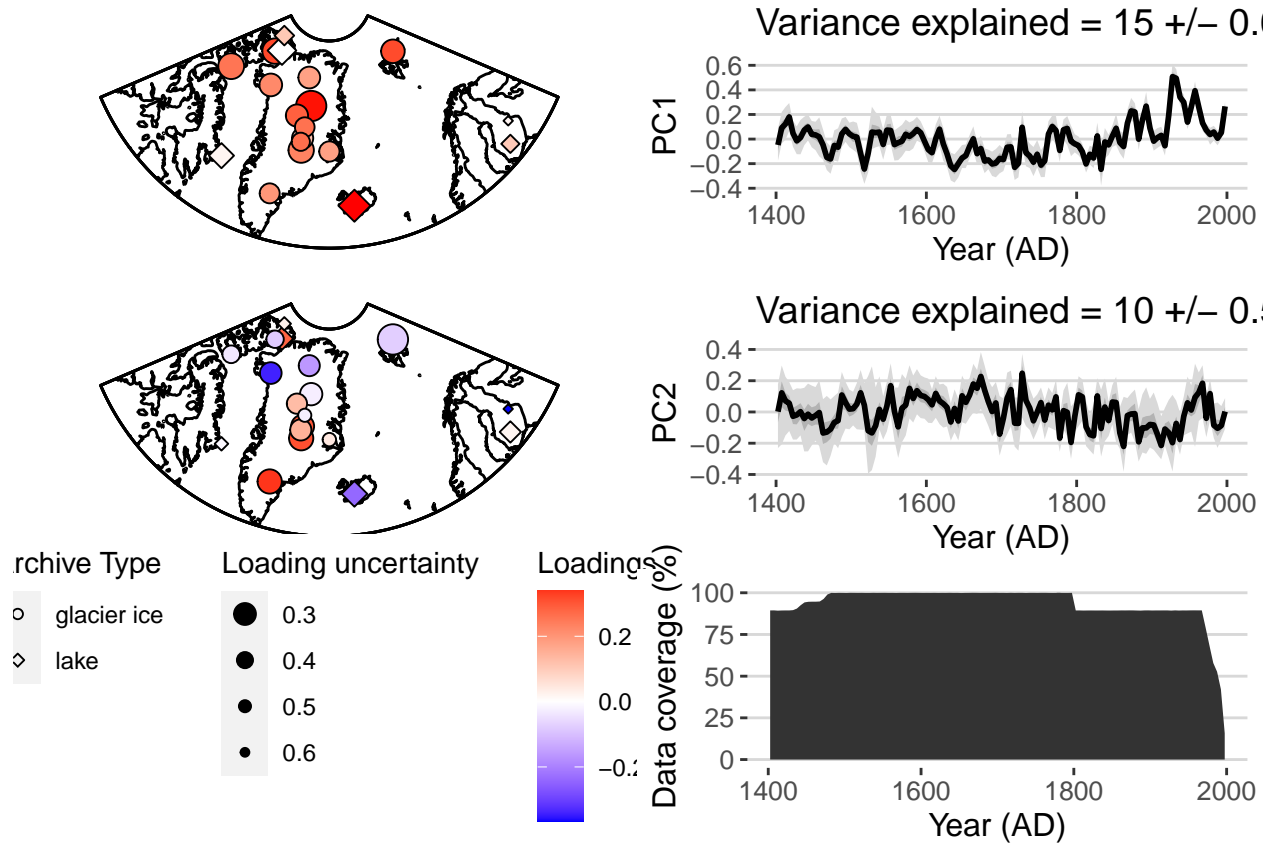 Variance explained = 15 +/− 0.
PC1
0.6
0.4
0.2
0.0
−0.2
−0.4
1400
1600
1800
2000
Year (AD)
Variance explained = 10 +/− 0.5
PC2
0.4
0.2
0.0
−0.2
−0.4
1400
1600
1800
2000
Year (AD)
rchive Type
glacier ice
lake
Loading uncertainty
0.3
0.4
0.5
0.6
Loadings
0.2
0.0
−0.2
Data coverage (%)
100
75
50
25
0
1400
1600
1800
2000
Year (AD)